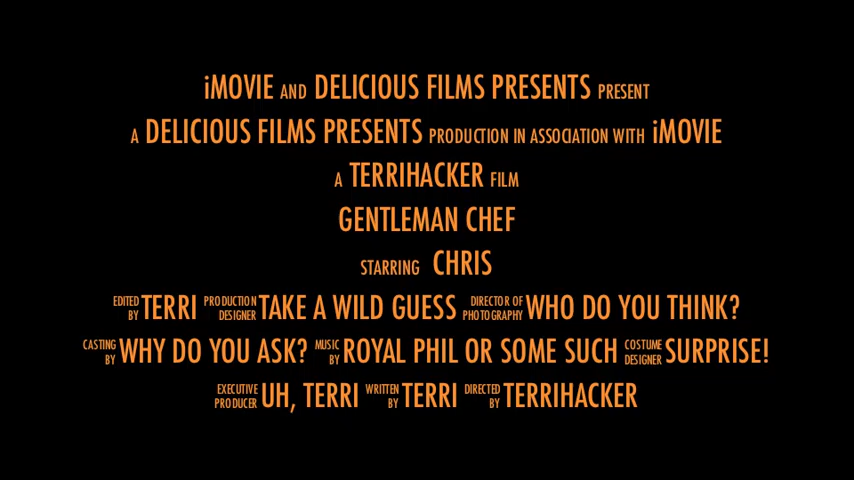 iMOVIE AND DELICIOUS FILMS PRESENTS PRESENT
A DELICIOUS FILMS PRESENTS PRODUCTION IN ASSOCIATION WITH iMOVIE
A TERRIHACKER FILM
GENTLEMAN CHEF
STARRING CHRIS
EDITED BY TERRI PRODUCTION DESIGNER TAKE A WILD GUESS DIRECTOR OF PHOTOGRAPHY WHO DO YOU THINK?
CASTING BY WHY DO YOU ASK? MUSIC BY ROYAL PHIL OR SOME SUCH COSTUME DESIGNER SURPRISE!
EXECUTIVE PRODUCER UH, TERRI WRITTEN BY TERRI DIRECTED BY TERRIHACKER